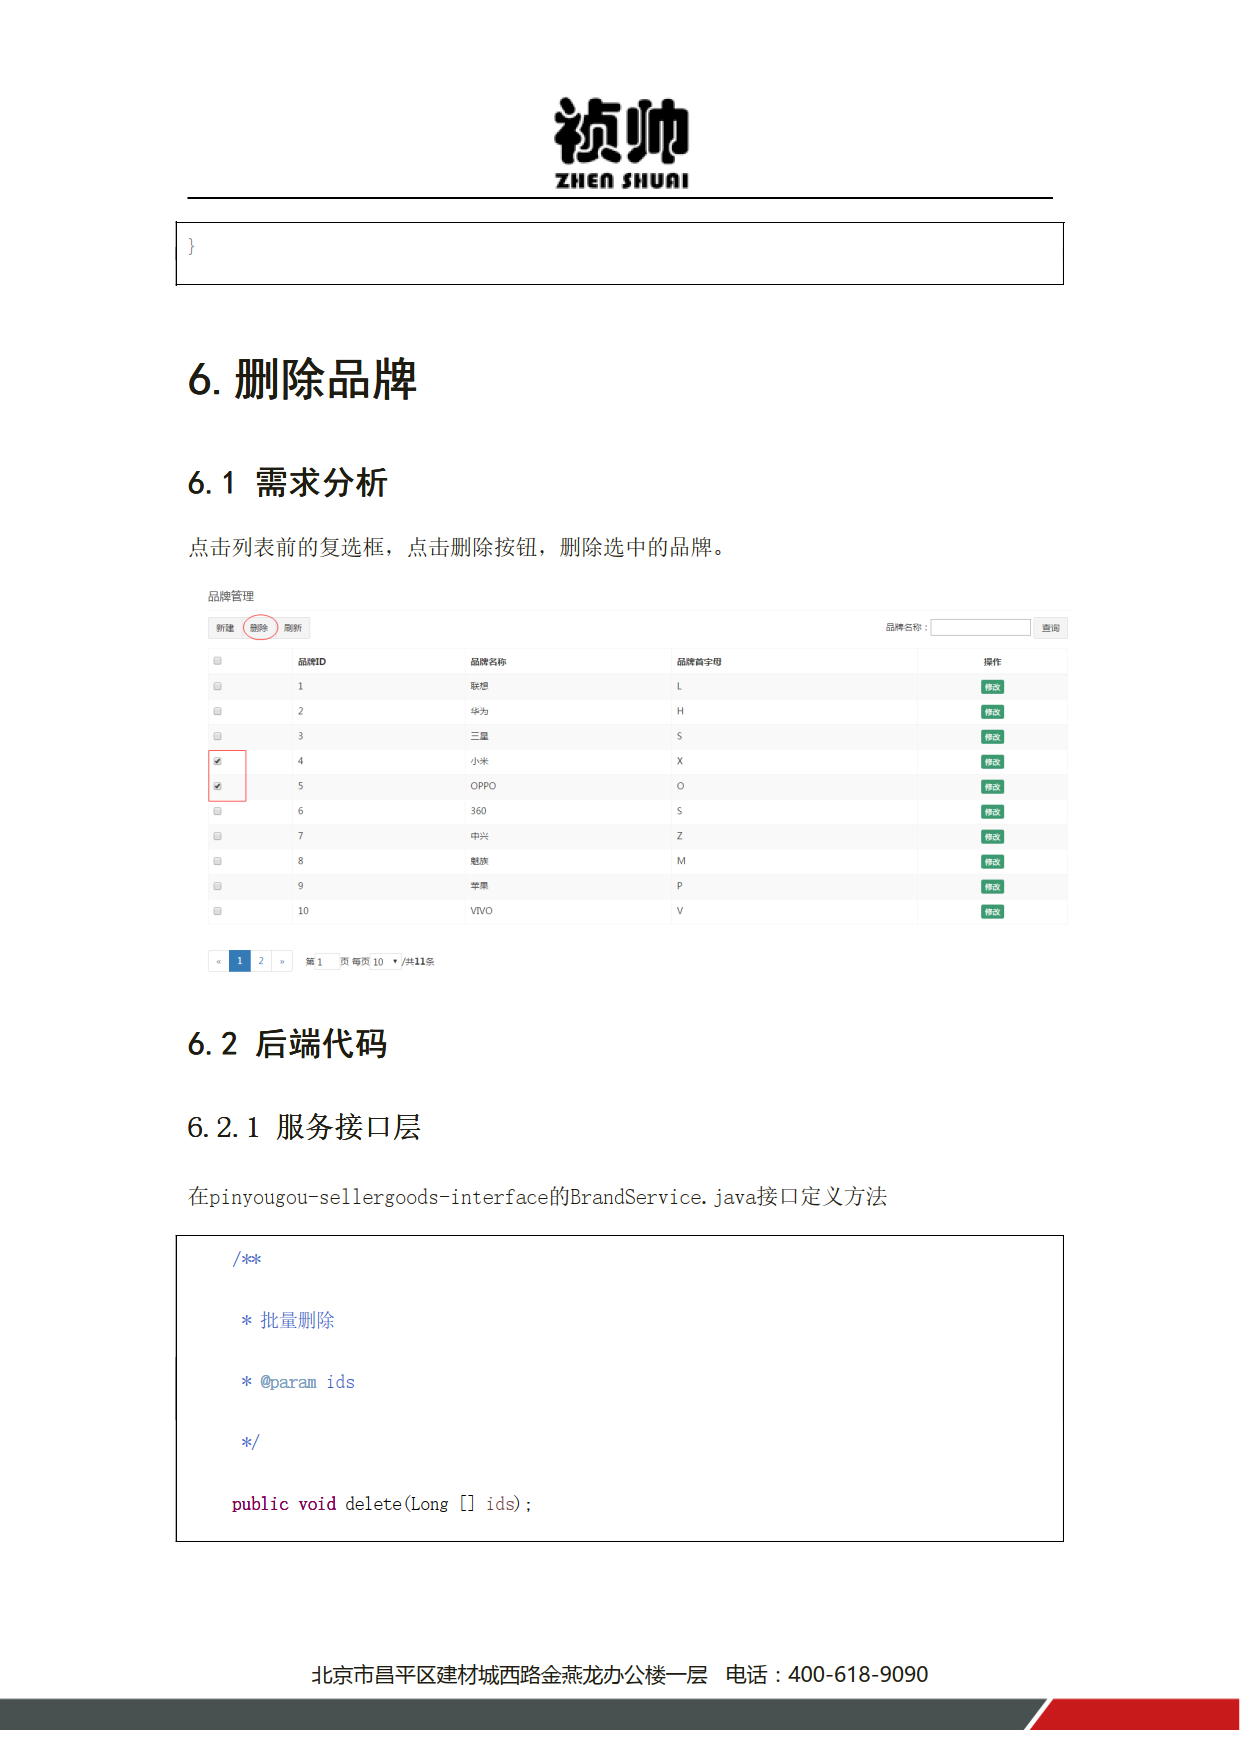 祯帅
ZHEN SHUAI
}
6.删除品牌
6.1 需求分析
点击列表前的复选框，点击删除按钮，删除选中的品牌。
品牌管理
新建 删除 刷新 品牌名称： 查询
品牌ID 品牌名称 品牌首字母 操作
1 联想 L 修改
2 华为 H 修改
3 三星 S 修改
4 小米 X 修改
5 OPPO O 修改
6 360 S 修改
7 中兴 Z 修改
8 魅族 M 修改
9 苹果 P 修改
10 VIVO V 修改
« 1 2 » 第 1 页 每页 10 /共11条
6.2 后端代码
6.2.1 服务接口层
在pinyougou-sellergoods-interface的BrandService.java接口定义方法
/**
* 批量删除
* @param ids
*/
public void delete(Long [] ids);
北京市昌平区建材城西路金燕龙办公楼一层 电话：400-618-9090